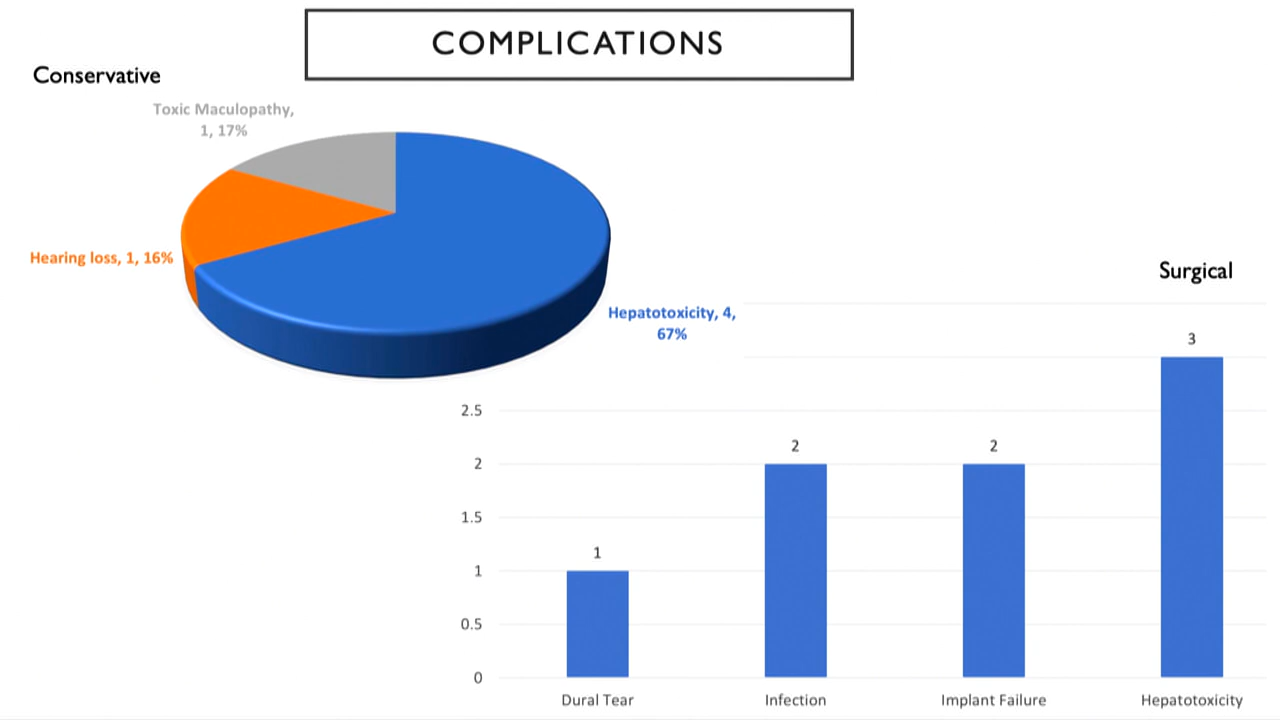 COMPLICATIONS
Conservative
Toxic Maculopathy,
1, 17%
Hearing loss, 1, 16%
Hepatotoxicity, 4,
67%
Surgical
3
2.5
2
2
2
1.5
1
1
0.5
0
Dural Tear
Infection
Implant Failure
Hepatotoxicity